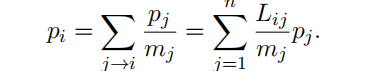 p_i = \sum_{j \to i} \frac{p_j}{m_j} = \sum_{j=1}^{n} \frac{L_{ij}}{m_j} p_j.